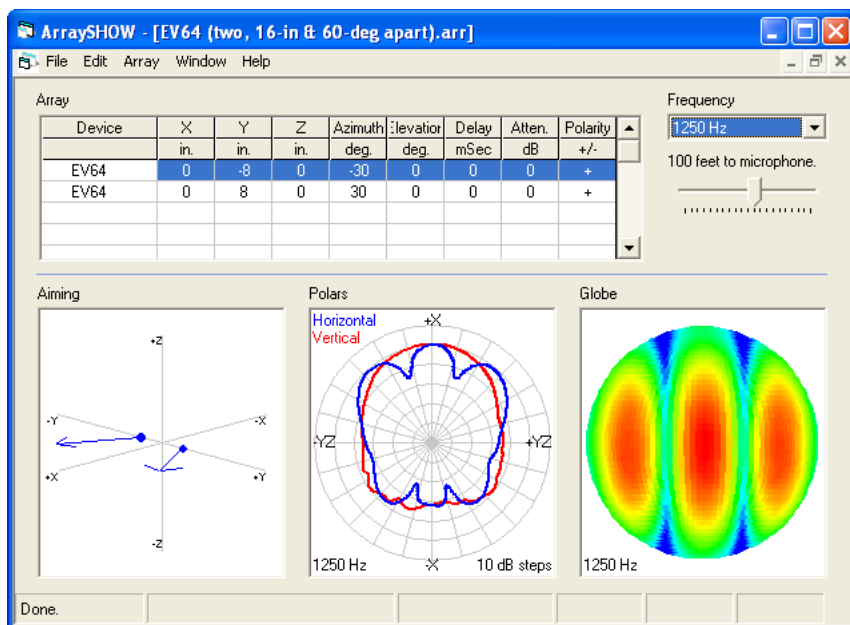 ArraySHOW - [EV64 (two, 16-in & 60-deg apart).arr]
File Edit Array Window Help
Array
Device X Y Z Azimuth Elevation Delay Atten. Polarity
in. in. in. deg. deg. mSec dB +/-
EV64 0 -8 0 -30 0 0 0 +
EV64 0 8 0 30 0 0 0 +
Frequency
1250 Hz
100 feet to microphone.
Aiming
+Z
-Y
-X
+X
+Y
-Z
Polars
Horizontal
Vertical
+X
-YZ
+YZ
-X
1250 Hz
10 dB steps
Globe
1250 Hz
Done.